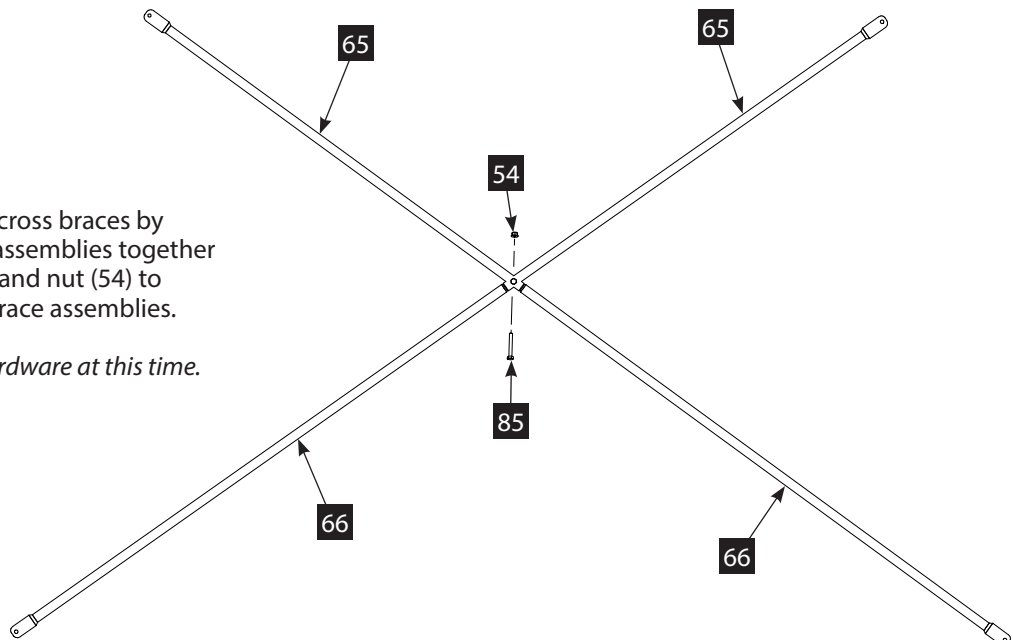 65
65
54
cross braces by
assemblies together
and nut (54) to
race assemblies.
rdware at this time.
85
66
66